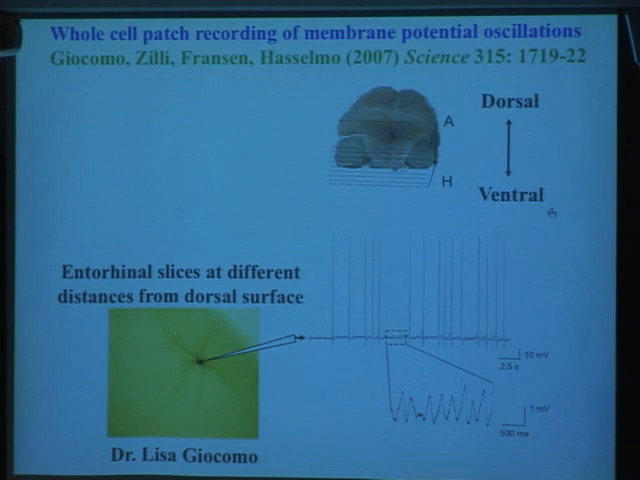 Whole cell patch recording of membrane potential oscillations
Giocomo, Zilli, Fransen, Hasselmo (2007) Science 315: 1719-22
Dorsal
A
H
Ventral
Entorhinal slices at different
distances from dorsal surface
10 mV
2.5 s
1 mV
500 ms
Dr. Lisa Giocomo